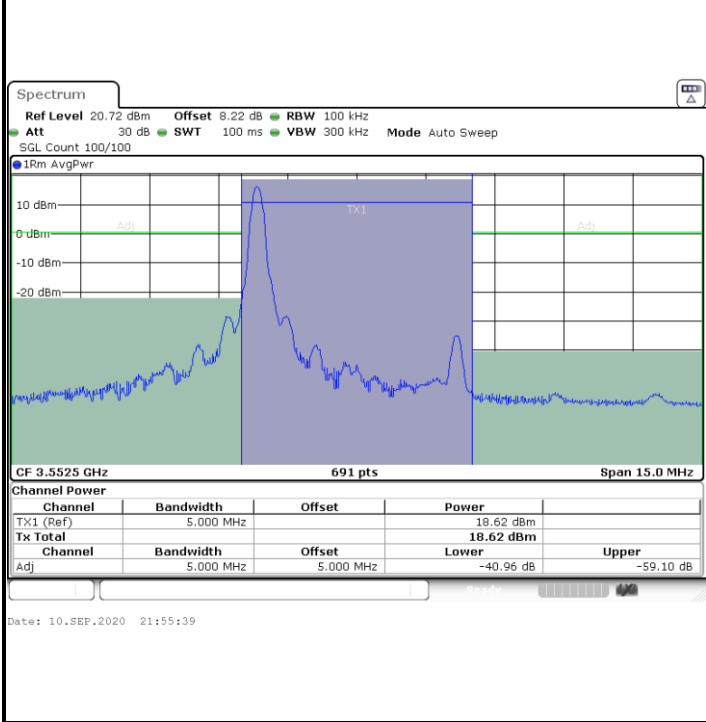 Spectrum
Ref Level 20.72 dBm Offset 8.22 dB RBW 100 kHz
Att 30 dB SWT 100 ms VBW 300 kHz Mode Auto Sweep
SGL Count 100/100
1Rm AvgPwr
10 dBm
TX1
Adj
Adj
0 dBm
-10 dBm
-20 dBm
CF 3.5525 GHz 691 pts Span 15.0 MHz
Channel Power
Channel Bandwidth Offset Power
TX1 (Ref) 5.000 MHz 18.62 dBm
Tx Total 18.62 dBm
Channel Bandwidth Offset Lower Upper
Adj 5.000 MHz 5.000 MHz -40.96 dB -59.10 dB
Ready
Date: 10.SEP.2020 21:55:39